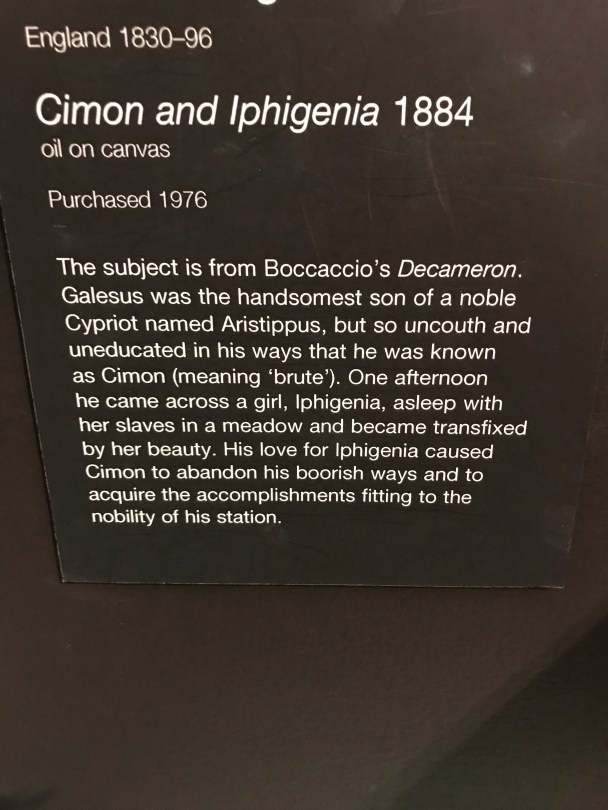 England 1830–96
Cimon and Iphigenia 1884
oil on canvas
Purchased 1976
The subject is from Boccaccio's Decameron.
Galesus was the handsomest son of a noble
Cypriot named Aristippus, but so uncouth and
uneducated in his ways that he was known
as Cimon (meaning ‘brute’). One afternoon
he came across a girl, Iphigenia, asleep with
her slaves in a meadow and became transfixed
by her beauty. His love for Iphigenia caused
Cimon to abandon his boorish ways and to
acquire the accomplishments fitting to the
nobility of his station.